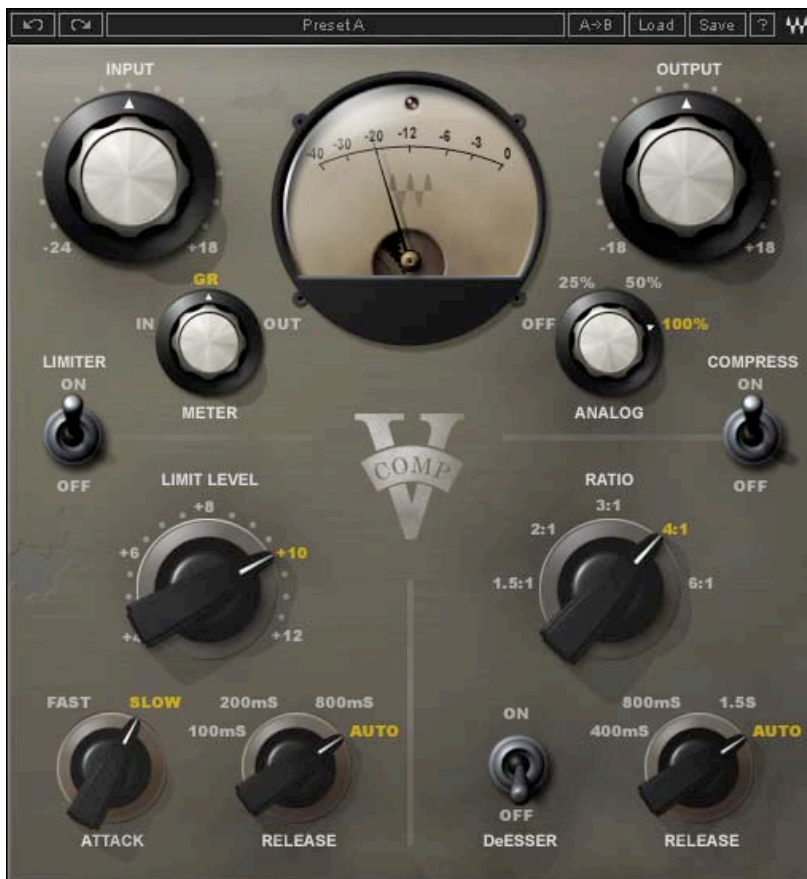 Preset A
A→B
Load
Save
?
INPUT
-24
+18
-40 -30 -20 -12 -6 -3 0
OUTPUT
-18
+18
GR
IN
OUT
METER
25%
50%
OFF
100%
ANALOG
LIMITER
ON
OFF
COMPRESS
ON
OFF
V
COMP
LIMIT LEVEL
+8
+6
+10
+12
RATIO
3:1
2:1
4:1
1.5:1
6:1
FAST
SLOW
ATTACK
200mS
800mS
100mS
AUTO
RELEASE
ON
OFF
DeESSER
800mS
1.5S
400mS
AUTO
RELEASE